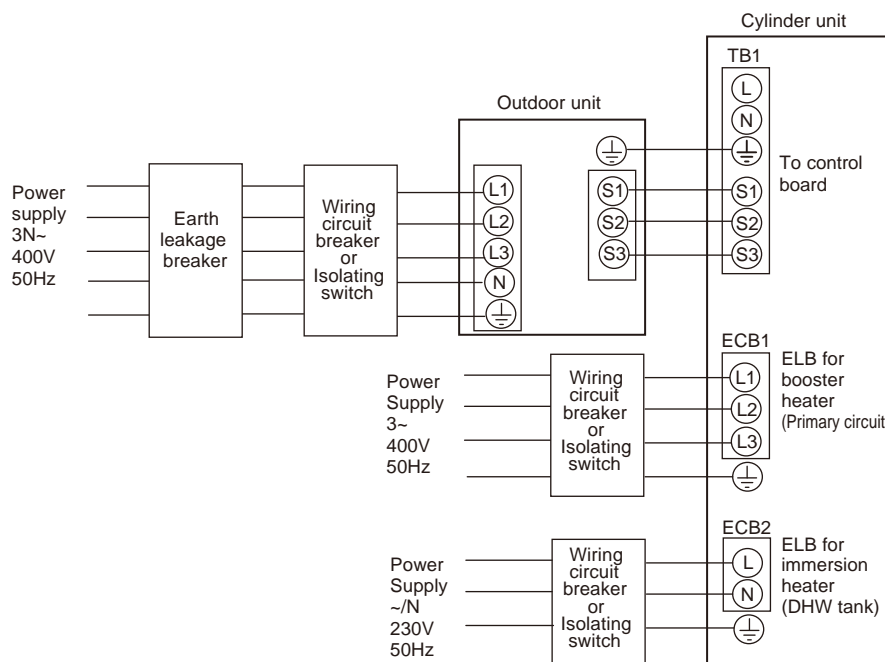 Cylinder unit
TB1
L
N
To control
board
S1
S2
S3
Outdoor unit
S1
S2
S3
L1
L2
L3
N
Power
supply
3N~
400V
50Hz
Earth
leakage
breaker
Wiring
circuit
breaker
or
Isolating
switch
ECB1
L1
L2
L3
ELB for
booster
heater
(Primary circuit
Power
Supply
3~
400V
50Hz
Wiring
circuit
breaker
or
Isolating
switch
ECB2
L
N
ELB for
immersion
heater
(DHW tank)
Power
Supply
~/N
230V
50Hz
Wiring
circuit
breaker
or
Isolating
switch